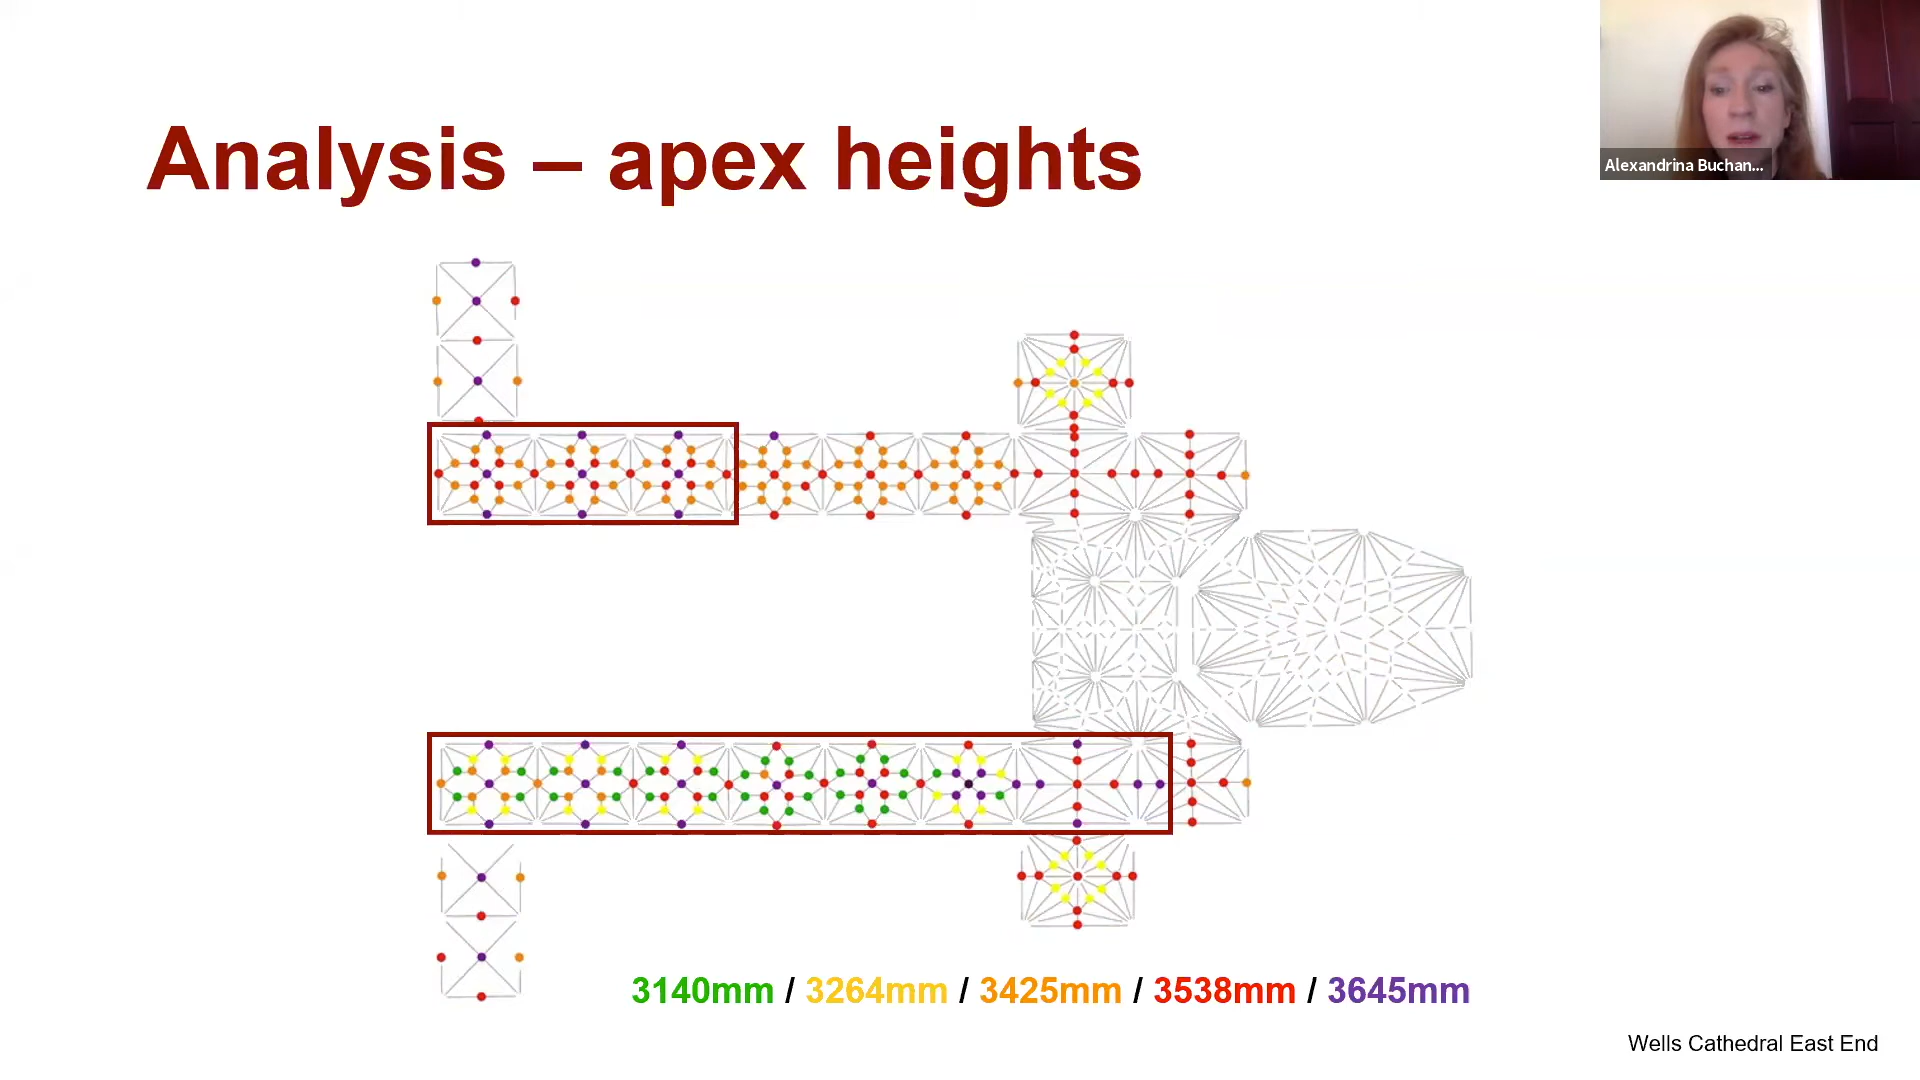 Analysis – apex heights
Alexandrina Buchan...
3140mm / 3264mm / 3425mm / 3538mm / 3645mm
Wells Cathedral East End